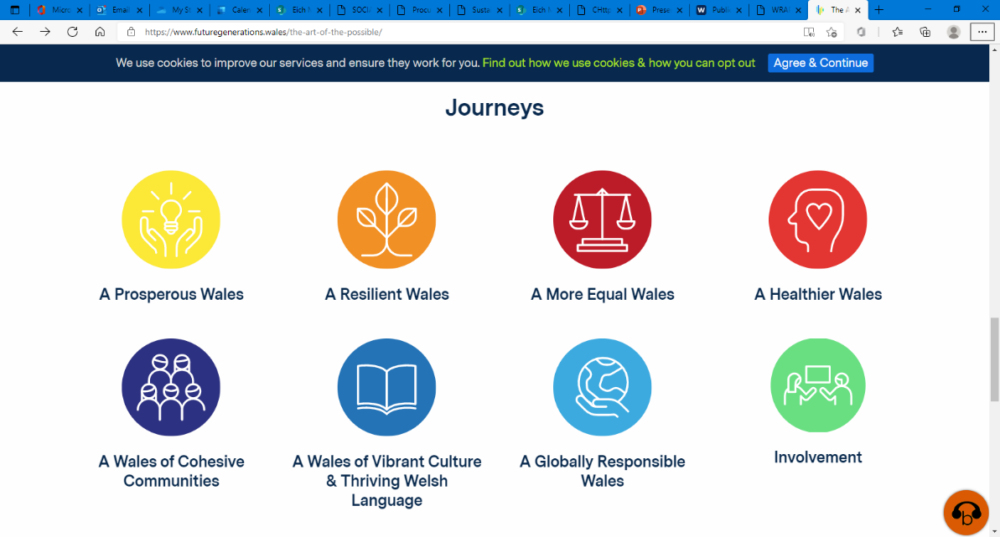 Micro
Email
My S
Calen
Eich
SOCI
Procu
Suste
Eich
CHttp
Prese
Public
WRA
The A
https://www.futuregenerations.wales/the-art-of-the-possible/
We use cookies to improve our services and ensure they work for you. Find out how we use cookies & how you can opt out
Agree & Continue
Journeys
A Prosperous Wales
A Resilient Wales
A More Equal Wales
A Healthier Wales
A Wales of Cohesive
Communities
A Wales of Vibrant Culture
& Thriving Welsh
Language
A Globally Responsible
Wales
Involvement
b